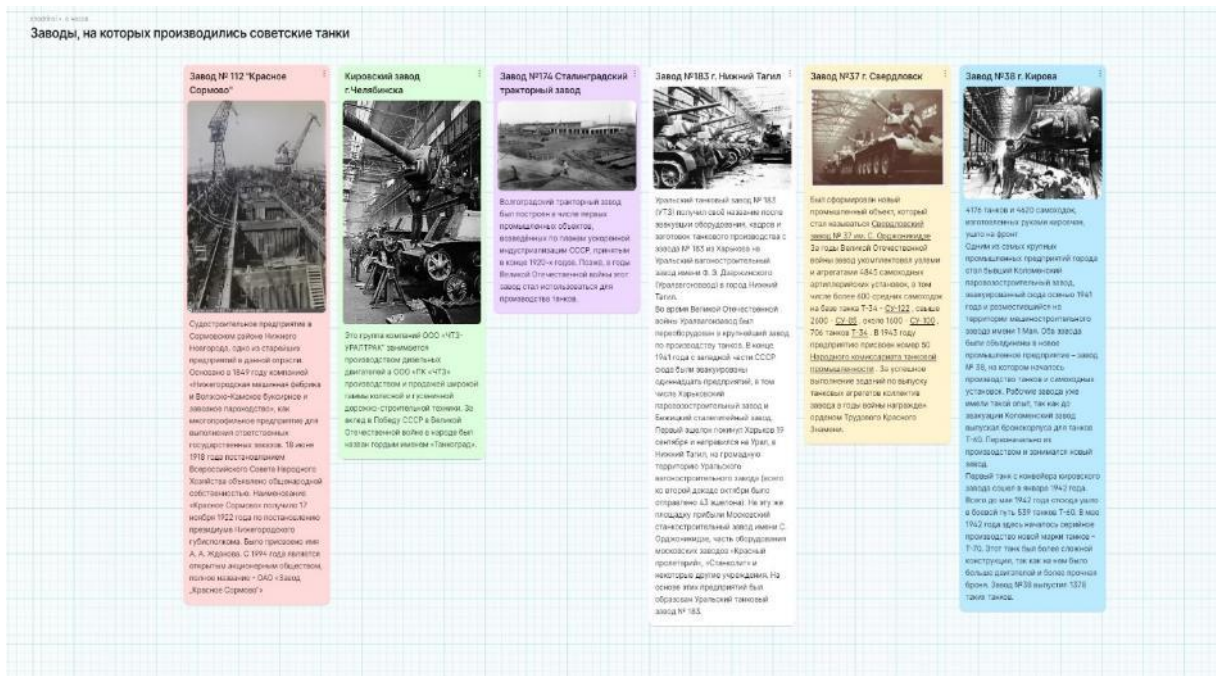 Заводы, на которых производились советские танки
Завод № 112 "Красное
Сормово"
Судостроительное предприятие в
Сормовском районе Нижнего
Новгорода, одно из старейших
предприятий в данной отрасли.
Основано в 1849 году компанией
«Нижегородская машинная фабрика
и Волжско-Камское буксирное и
завозное пароходство», как
многопрофильное предприятие для
выполнения ответственных
государственных заказов. 18 июня
1918 года постановлением
Всероссийского Совета Народного
Хозяйства объявлено общенародной
собственностью. Наименование
«Красное Сормово» получило 17
ноября 1922 года по постановлению
президиума Нижегородского
губисполкома. Было присвоено имя
А. А. Жданова. С 1994 года является
открытым акционерным обществом,
полное название - ОАО «Завод
„Красное Сормово"»
Кировский завод
г.Челябинска
Это группа компаний ООО «ЧТЗ-
УРАЛТРАК" занимается
производством дизельных
двигателей а ООО «ПК «ЧТЗ»
производством и продажей широкой
гаммы колесной и гусеничной
дорожно-строительной техники. За
вклад в Победу СССР в Великой
Отечественной войне в народе был
назван гордым именем «Танкоград».
Завод №174 Сталинградский
тракторный завод
Волгоградский тракторный завод
был построен в числе первых
промышленных объектов,
возведённых по планам ускоренной
индустриализации СССР, принятым
в конце 1920-х годов. Позже, в годы
Великой Отечественной войны этот
завод стал использоваться для
производства танков.
Завод №183 г. Нижний Тагил
Уральский танковый завод № 183
(УТЗ) получил своё название после
эвакуации оборудования, кадров и
заготовок танкового производства с
завода № 183 из Харькова на
Уральский вагоностроительный
завод имени Ф. Э. Дзержинского
(Уралвагонзавод) в город Нижний
Тагил.
Во время Великой Отечественной
войны Уралвагонзавод был
переоборудован в крупнейший завод
по производству танков. В конце
1941 года с западной части СССР
сюда были эвакуированы
одиннадцать предприятий, в том
числе Харьковский
паровозостроительный завод и
Бежицкий сталелитейный завод.
Первый эшелон покинул Харьков 19
сентября и направился на Урал, в
Нижний Тагил, на громадную
территорию Уральского
вагоностроительного завода (всего
ко второй декаде октября было
отправлено 43 эшелона). На эту же
площадку прибыли Московский
станкостроительный завод имени С.
Орджоникидзе, часть оборудования
московских заводов «Красный
пролетарий», «Станколит» и
некоторые другие учреждения. На
основе этих предприятий был
образован Уральский танковый
завод № 183.
Завод №37 г. Свердловск
Был сформирован новый
промышленный объект, который
стал называться Свердловский
завод № 37 им. С. Орджоникидзе
За годы Великой Отечественной
войны завод укомплектовал узлами
и агрегатами 4845 самоходных
артиллерийских установок, в том
числе более 600 средних самоходок
на базе танка Т-34 - СУ-122 , свыше
2600 - СУ-85 , около 1600 - СУ-100 ,
706 танков Т-34 . В 1943 году
предприятию присвоен номер 50
Народного комиссариата танковой
промышленности . За успешное
выполнение заданий по выпуску
танковых агрегатов коллектив
завода в годы войны награжден
орденом Трудового Красного
Знамени.
Завод №38 г. Кирова
4176 танков и 4620 самоходок,
изготовленных руками кировчан,
ушло на фронт
Одним из самых крупных
промышленных предприятий города
стал бывший Коломенский
паровозостроительный завод,
эвакуированный сюда осенью 1941
года и разместившийся на
территории машиностроительного
завода имени 1 Мая. Оба завода
были объединены в новое
промышленное предприятие – завод
№ 38, на котором началось
производство танков и самоходных
установок. Рабочие завода уже
имели такой опыт, так как до
эвакуации Коломенский завод
выпускал бронекорпуса для танков
Т-60. Первоначально их
производством и занимался новый
завод.
Первый танк с конвейера кировского
завода сошел в январе 1942 года.
Всего до мая 1942 года отсюда ушло
в боевой путь 539 танков Т-60. В мае
1942 года здесь началось серийное
производство новой марки танков –
Т-70. Этот танк был более сложной
конструкции, так как на нем было
больше двигателей и более прочная
броня. Завод №38 выпустил 1378
таких танков.